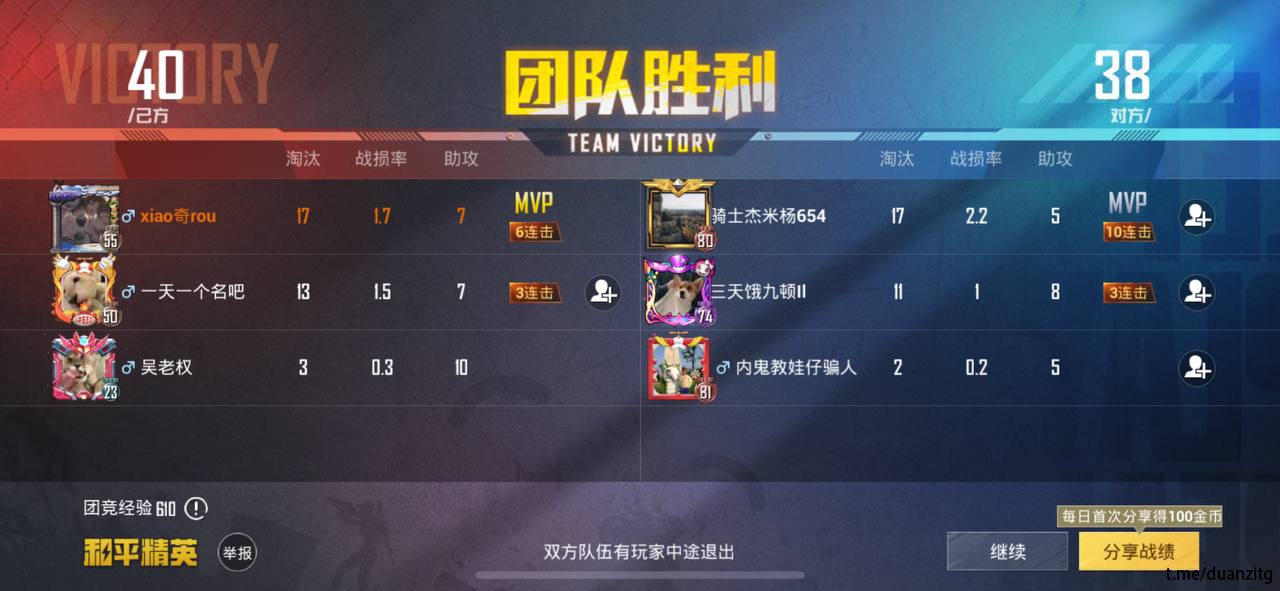 VICTORY
40
/己方
团队胜利
TEAM VICTORY
38
对方/
淘汰 战损率 助攻
淘汰 战损率 助攻
55 xiao奇rou 17 1.7 7 MVP 6连击
80 骑士杰米杨654 17 2.2 5 MVP 10连击
50 一天一个名吧 13 1.5 7 3连击
74 三天饿九顿II 11 1 8 3连击
23 吴老权 3 0.3 10
81 内鬼教娃仔骗人 2 0.2 5
团竞经验 610
每日首次分享得100金币
和平精英
举报
双方队伍有玩家中途退出
继续
分享战绩
t.me/duanzitg